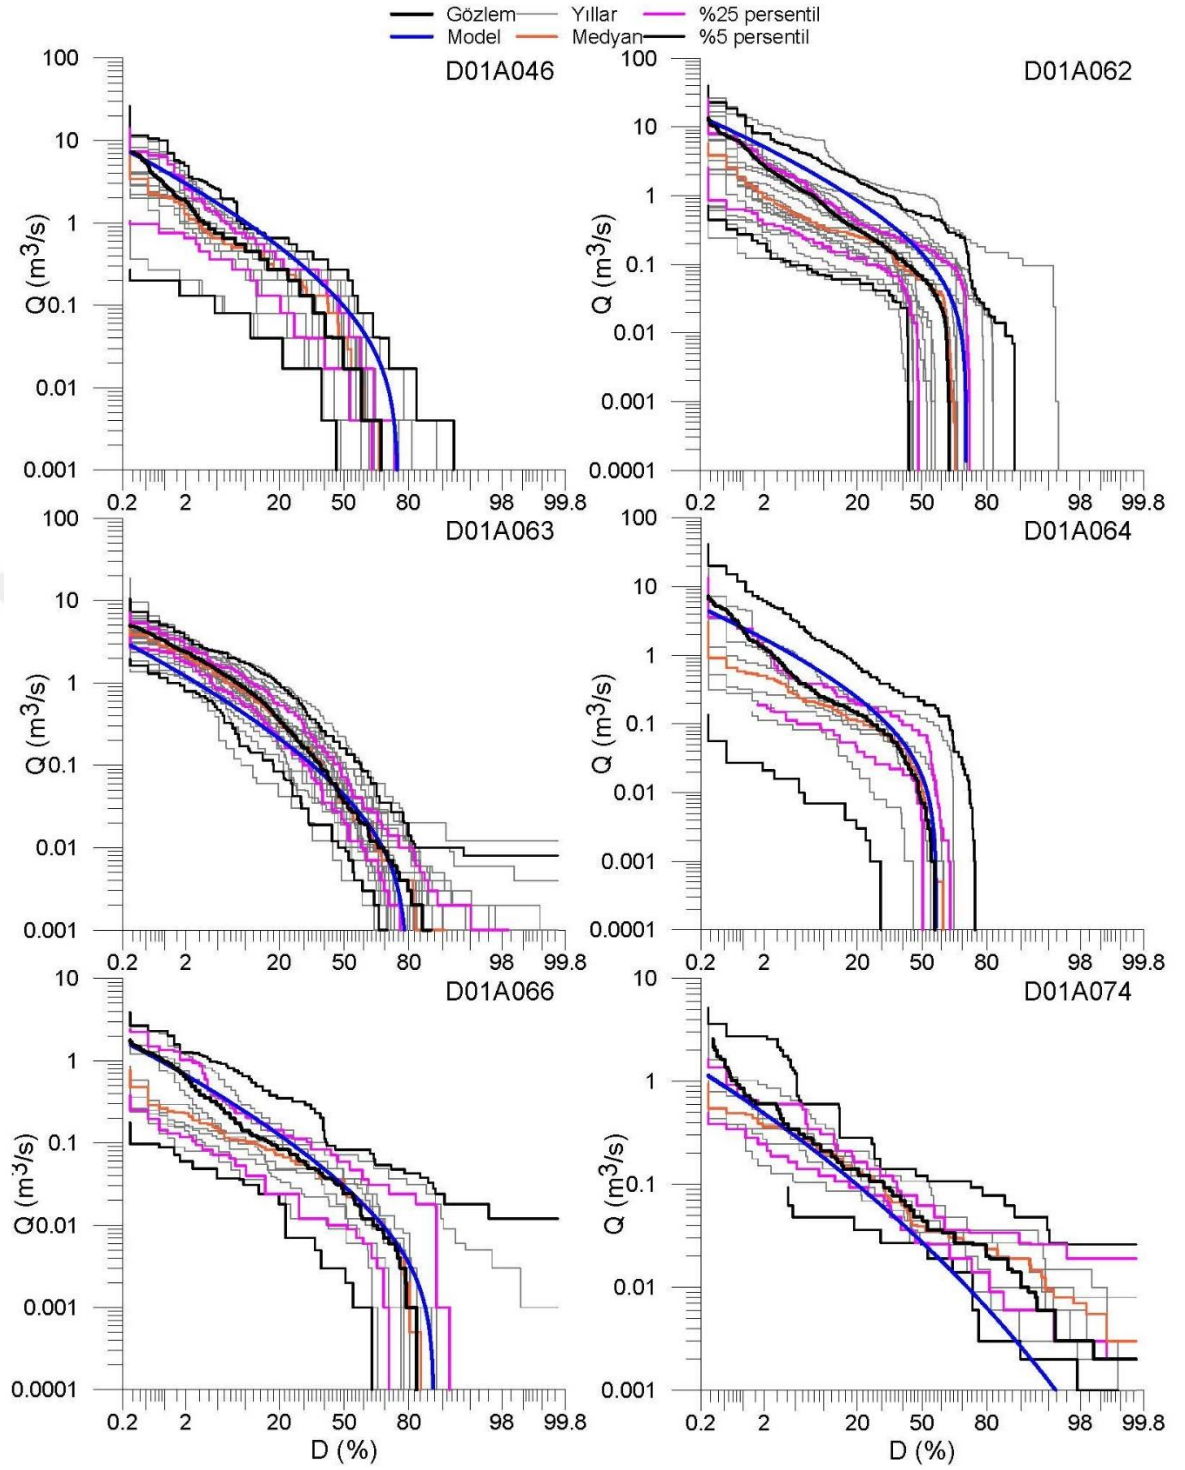 Gözlem Yıllar %25 persentil
Model Medyan %5 persentil
D01A046
100
10
1
0.1
0.01
0.001
Q (m³/s)
0.2 2 20 50 80 98 99.8
D01A062
100
10
1
0.1
0.01
0.001
0.0001
Q (m³/s)
0.2 2 20 50 80 98 99.8
D01A063
100
10
1
0.1
0.01
0.001
Q (m³/s)
0.2 2 20 50 80 98 99.8
D01A064
100
10
1
0.1
0.01
0.001
0.0001
Q (m³/s)
0.2 2 20 50 80 98 99.8
D01A066
10
1
0.1
0.01
0.001
0.0001
Q (m³/s)
0.2 2 20 50 80 98 99.8
D (%)
D01A074
10
1
0.1
0.01
0.001
Q (m³/s)
0.2 2 20 50 80 98 99.8
D (%)